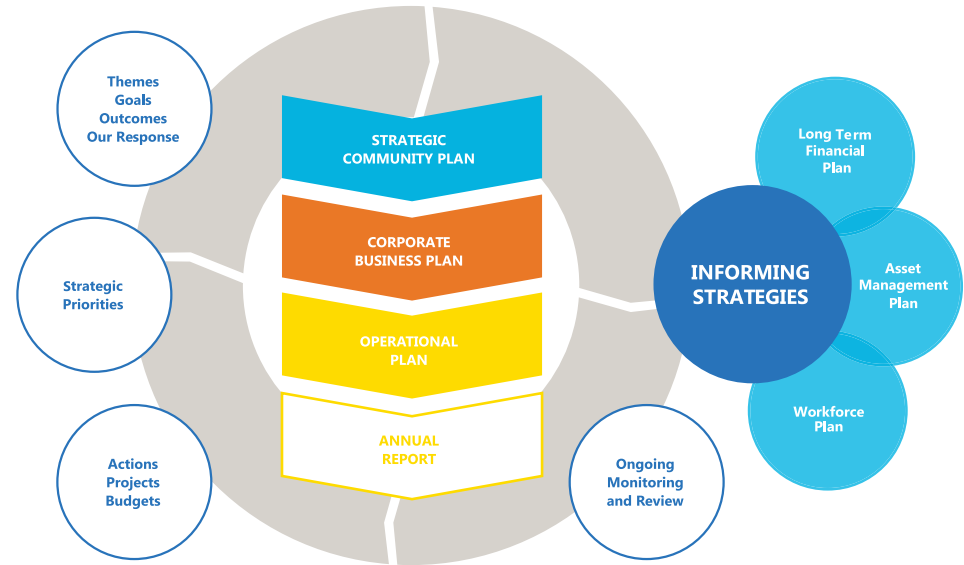 Themes
Goals
Outcomes
Our Response
Strategic
Priorities
Actions
Projects
Budgets
STRATEGIC
COMMUNITY PLAN
CORPORATE
BUSINESS PLAN
OPERATIONAL
PLAN
ANNUAL
REPORT
Ongoing
Monitoring
and Review
INFORMING
STRATEGIES
Long Term
Financial
Plan
Asset
Management
Plan
Workforce
Plan